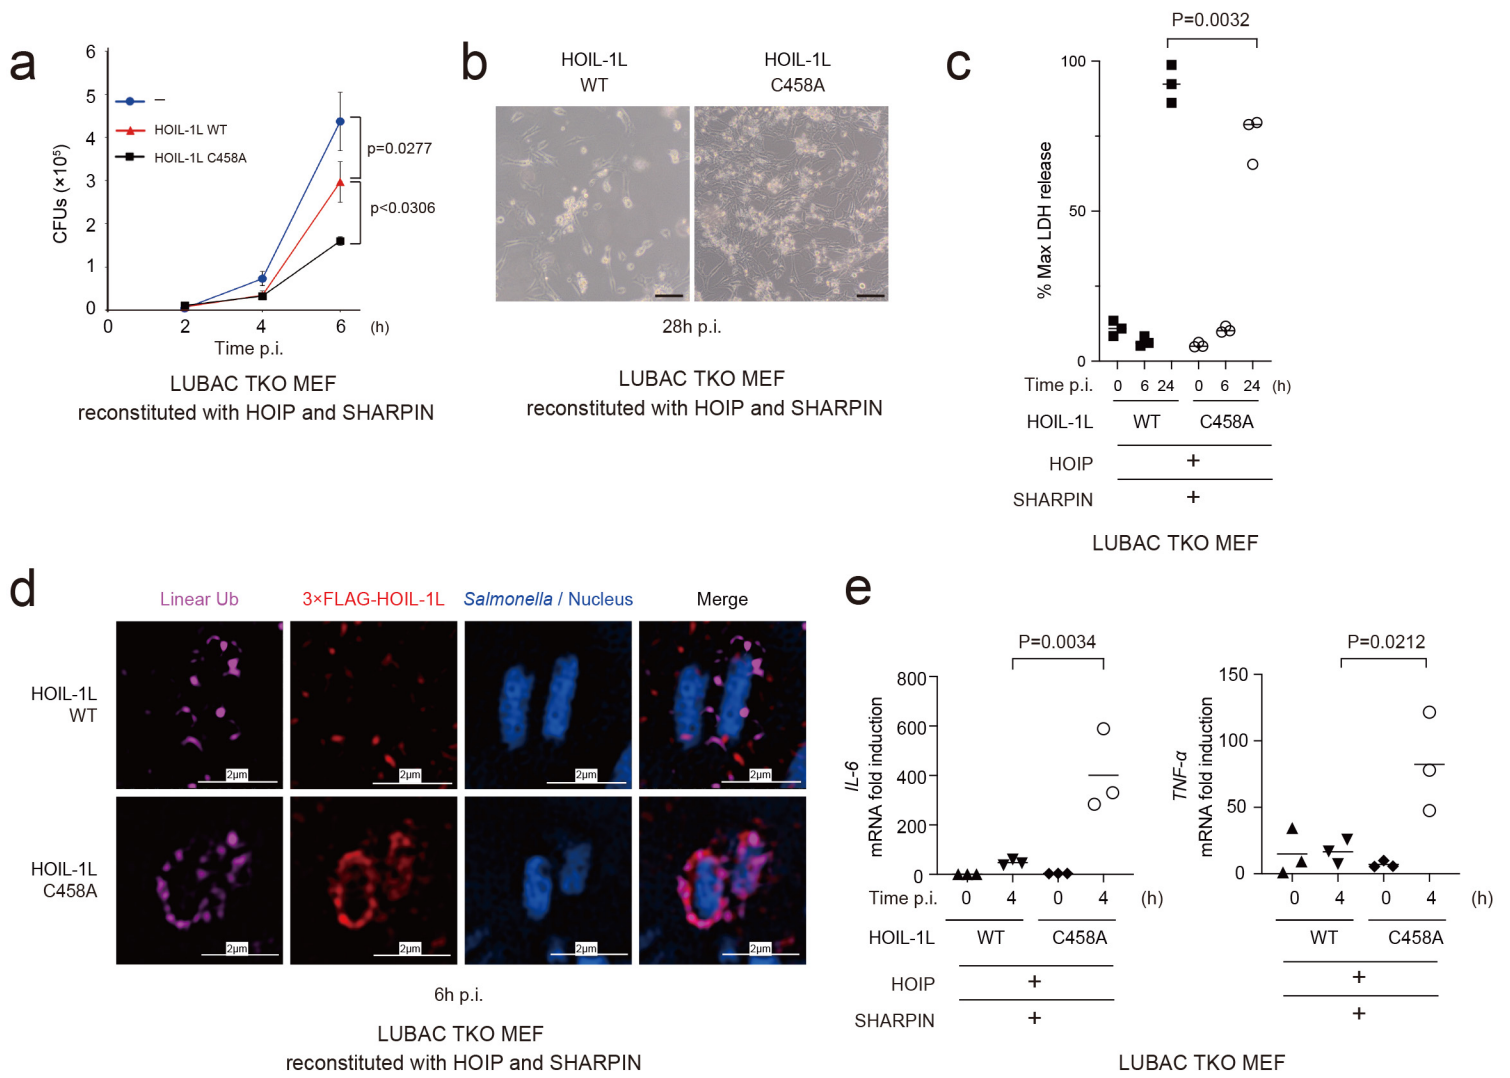 a
6
5
4
3
2
1
0
CFUs (×10⁵)
–
HOIL-1L WT
HOIL-1L C458A
p=0.0277
p<0.0306
0 2 4 6 (h)
Time p.i.
LUBAC TKO MEF
reconstituted with HOIP and SHARPIN
b
HOIL-1L
WT
HOIL-1L
C458A
28h p.i.
LUBAC TKO MEF
reconstituted with HOIP and SHARPIN
c
P=0.0032
100
50
0
% Max LDH release
Time p.i. 0 6 24 0 6 24 (h)
HOIL-1L WT C458A
HOIP +
SHARPIN +
LUBAC TKO MEF
d
Linear Ub 3×FLAG-HOIL-1L Salmonella / Nucleus Merge
HOIL-1L
WT
2μm 2μm 2μm 2μm
HOIL-1L
C458A
2μm 2μm 2μm 2μm
6h p.i.
LUBAC TKO MEF
reconstituted with HOIP and SHARPIN
e
P=0.0034
800
600
400
200
0
IL-6
mRNA fold induction
Time p.i. 0 4 0 4 (h)
HOIL-1L WT C458A
HOIP +
SHARPIN +
P=0.0212
150
100
50
0
TNF-α
mRNA fold induction
0 4 0 4 (h)
WT C458A
+
+
LUBAC TKO MEF